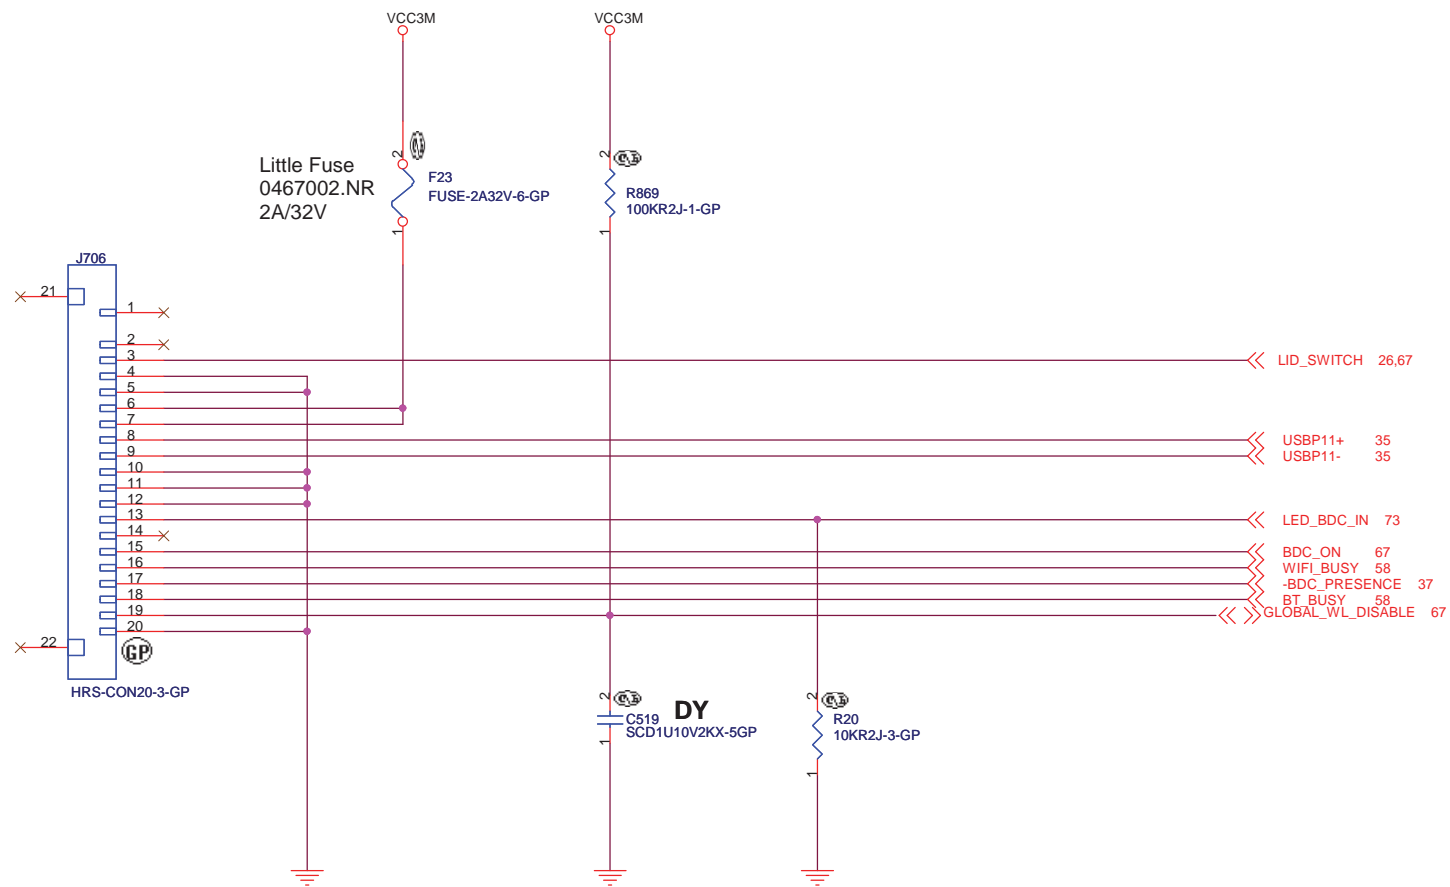 VCC3M
VCC3M
Little Fuse
0467002.NR
2A/32V
2
1
F23
FUSE-2A32V-6-GP
2
1
R869
100KR2J-1-GP
J706
21
1
2
3
LID_SWITCH 26,67
4
5
6
7
8
USBP11+ 35
9
USBP11- 35
10
11
12
13
LED_BDC_IN 73
14
15
BDC_ON 67
16
WIFI_BUSY 58
17
-BDC_PRESENCE 37
18
BT_BUSY 58
19
GLOBAL_WL_DISABLE 67
20
22
GP
HRS-CON20-3-GP
2
1
C519
DY
SCD1U10V2KX-5GP
2
1
R20
10KR2J-3-GP